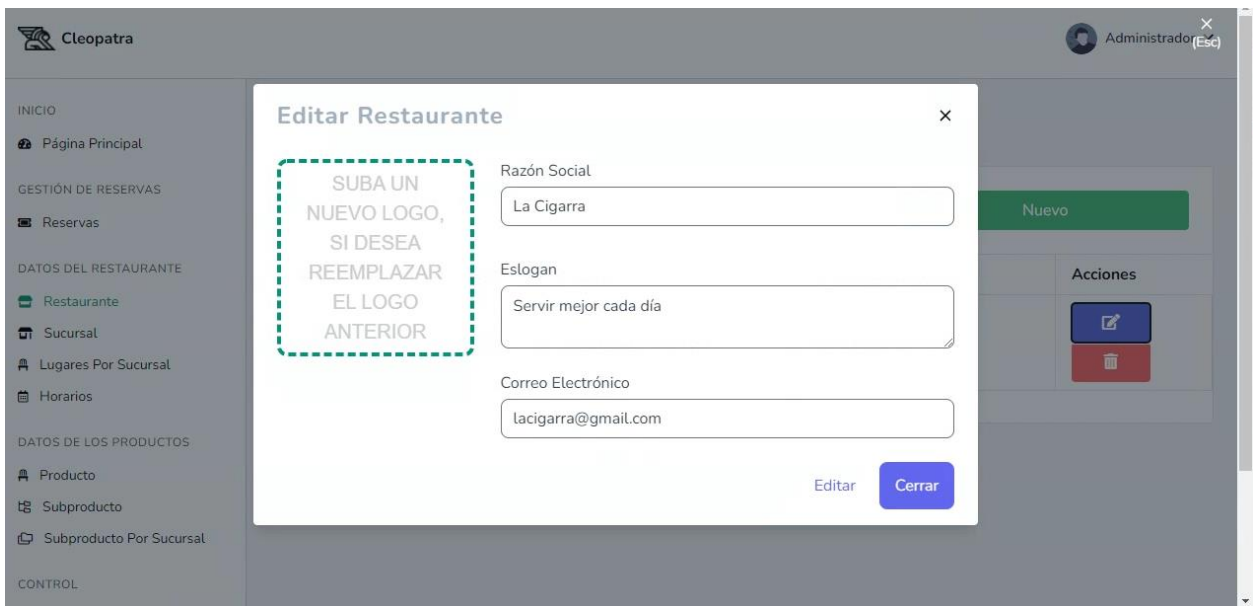 Cleopatra
Administrador
×
(Esc)
INICIO
Página Principal
GESTIÓN DE RESERVAS
Reservas
DATOS DEL RESTAURANTE
Restaurante
Sucursal
Lugares Por Sucursal
Horarios
DATOS DE LOS PRODUCTOS
Producto
Subproducto
Subproducto Por Sucursal
CONTROL
Editar Restaurante
×
SUBA UN
NUEVO LOGO,
SI DESEA
REEMPLAZAR
EL LOGO
ANTERIOR
Razón Social
La Cigarra
Eslogan
Servir mejor cada día
Correo Electrónico
lacigarra@gmail.com
Editar
Cerrar
Nuevo
Acciones